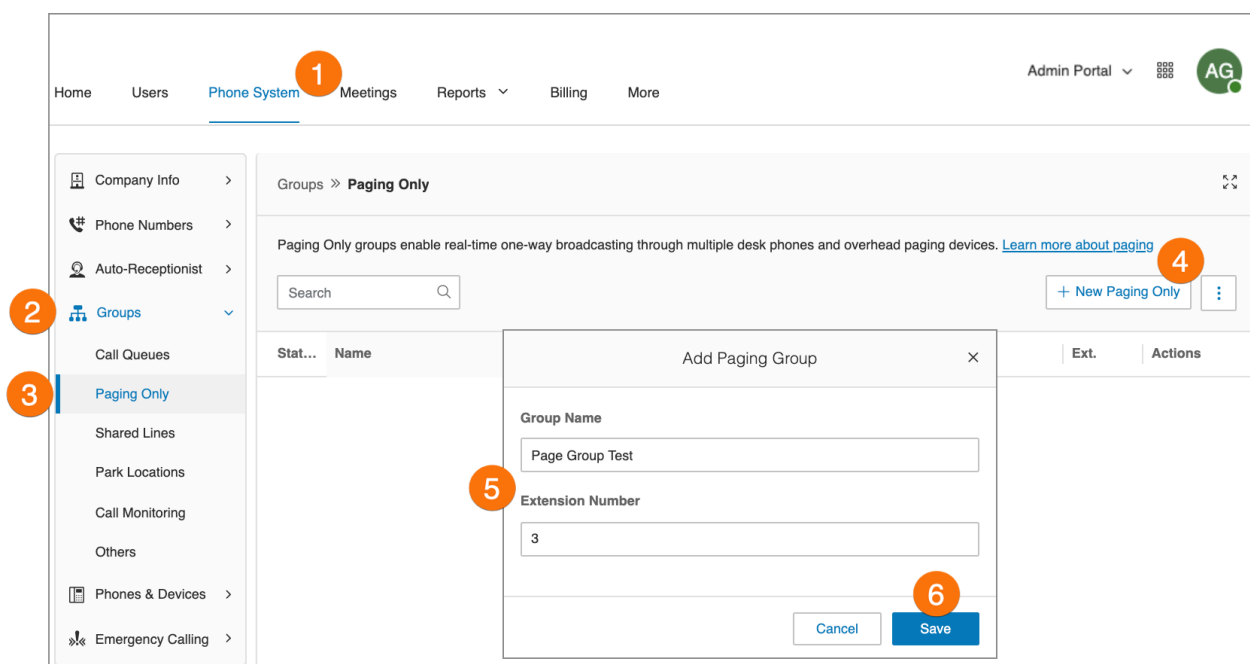 1
Admin Portal
AG
Home Users Phone System Meetings Reports Billing More
Company Info
Groups » Paging Only
Phone Numbers
Paging Only groups enable real-time one-way broadcasting through multiple desk phones and overhead paging devices. Learn more about paging
Auto-Receptionist
4
Search
+ New Paging Only
2
Groups
Call Queues
Stat... Name
Ext. Actions
Add Paging Group
3
Paging Only
Shared Lines
Park Locations
Call Monitoring
Others
Phones & Devices
Emergency Calling
Group Name
Page Group Test
5
Extension Number
3
6
Cancel Save